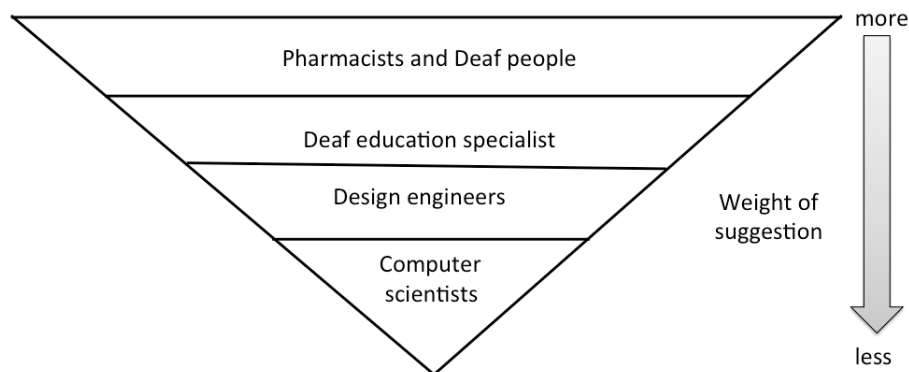 more
Pharmacists and Deaf people
Deaf education specialist
Design engineers
Weight of
suggestion
Computer
scientists
less